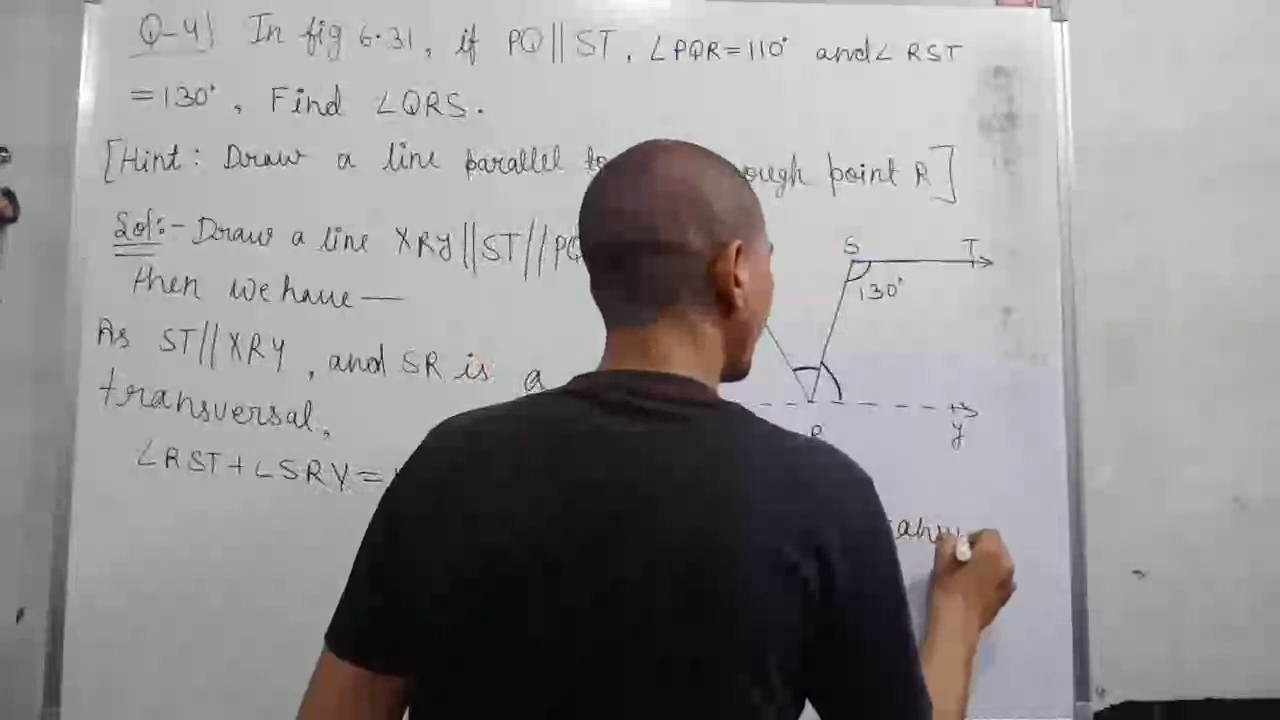 Q-4) In fig 6.31, if PQ || ST, ∠PQR=110° and ∠ RST
=130°, Find ∠QRS.
[Hint: Draw a line parallel to ough point R]
Sol:- Draw a line XRY||ST//PQ
then we have —
As ST//XRY, and SR is a
transversal,
∠RST+∠SRY=
S T
130°
R
y